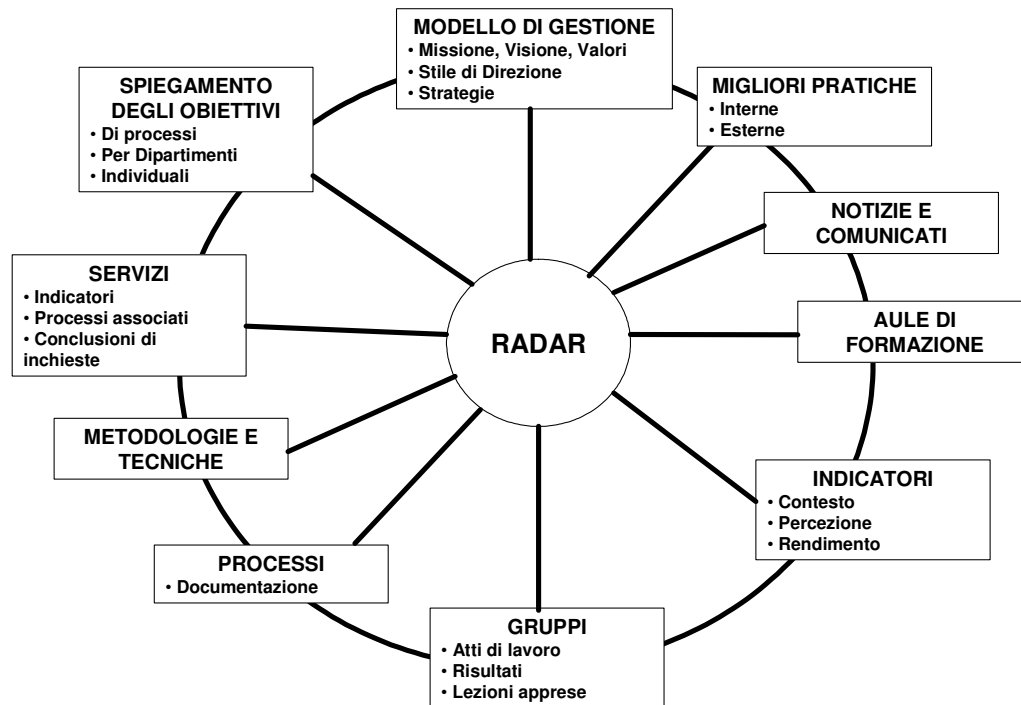 MODELLO DI GESTIONE
• Missione, Visione, Valori
• Stile di Direzione
• Strategie
MIGLIORI PRATICHE
• Interne
• Esterne
NOTIZIE E
COMUNICATI
AULE DI
FORMAZIONE
INDICATORI
• Contesto
• Percezione
• Rendimento
GRUPPI
• Atti di lavoro
• Risultati
• Lezioni apprese
PROCESSI
• Documentazione
METODOLOGIE E
TECNICHE
SERVIZI
• Indicatori
• Processi associati
• Conclusioni di
inchieste
SPIEGAMENTO
DEGLI OBIETTIVI
• Di processi
• Per Dipartimenti
• Individuali
RADAR